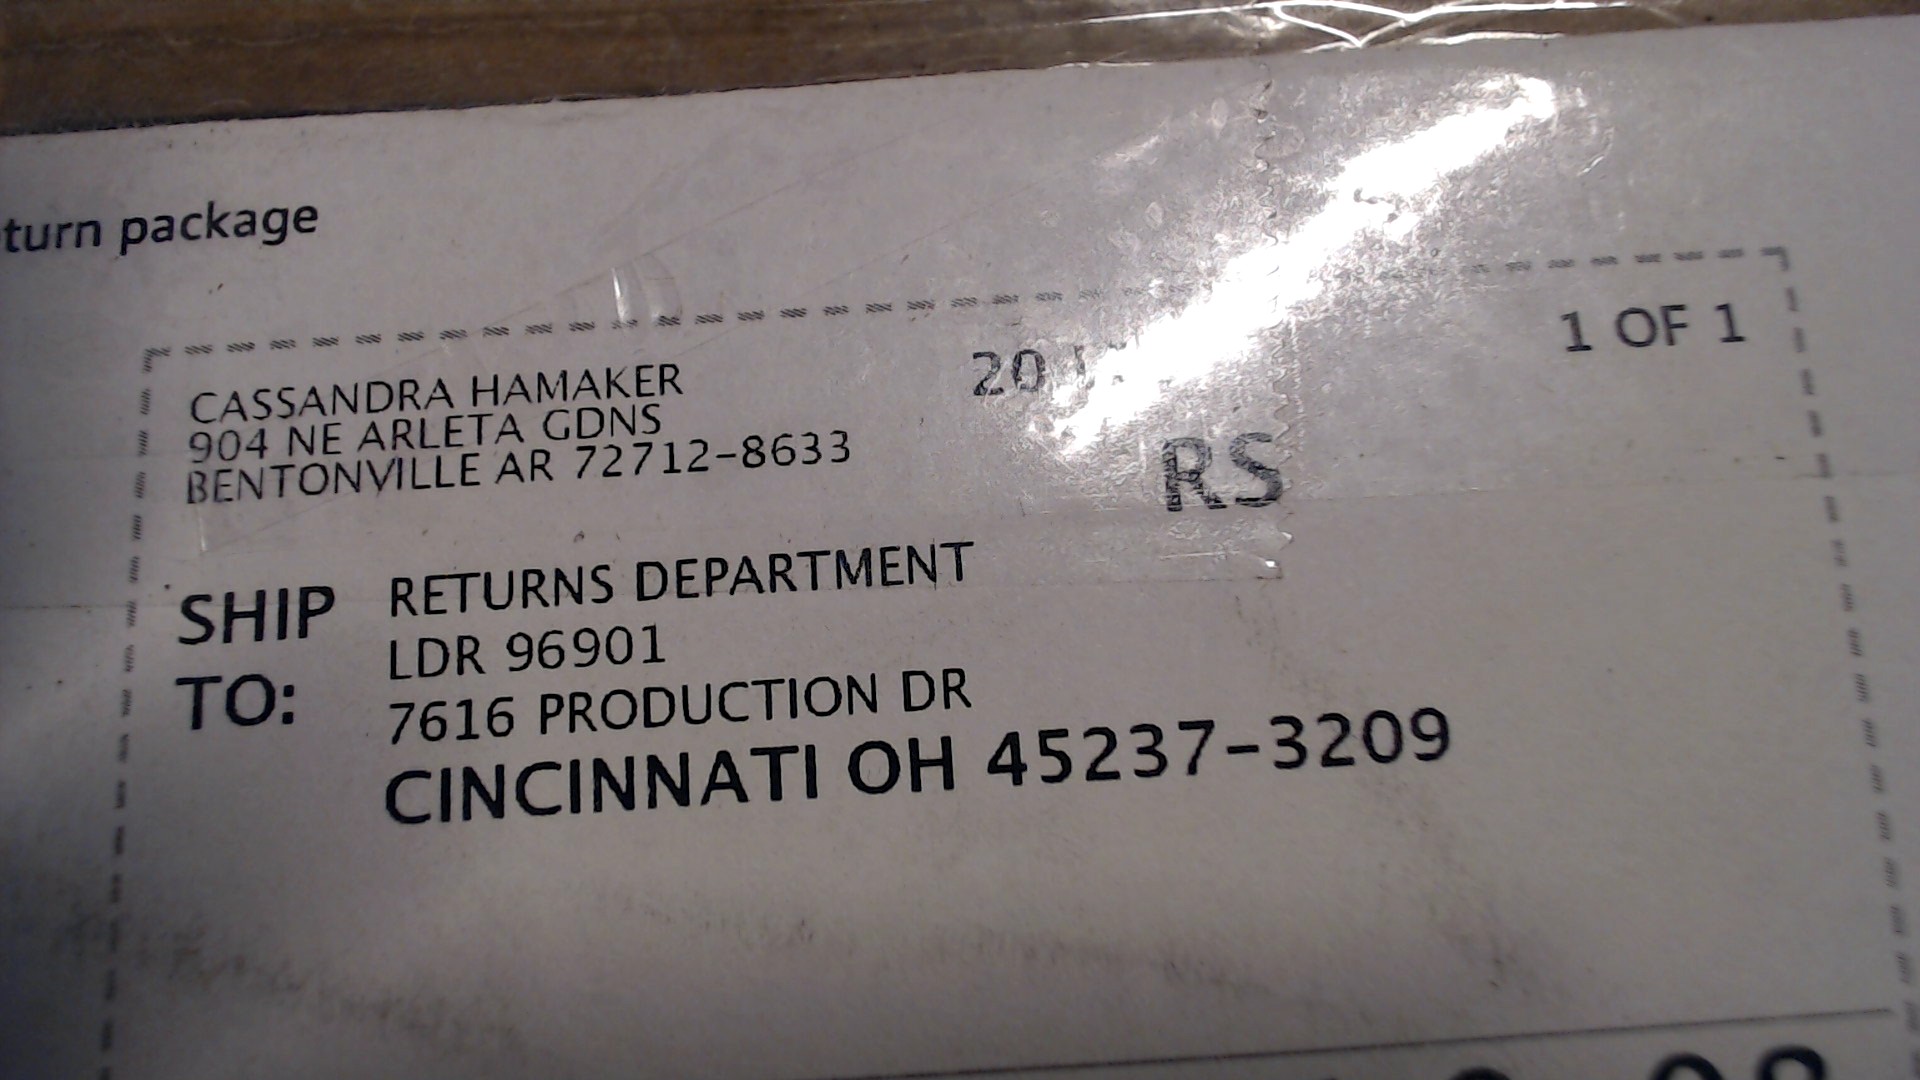 turn package
CASSANDRA HAMAKER
904 NE ARLETA GDNS
BENTONVILLE AR 72712-8633
20
1 OF 1
RS
SHIP TO:
RETURNS DEPARTMENT
LDR 96901
7616 PRODUCTION DR
CINCINNATI OH 45237-3209